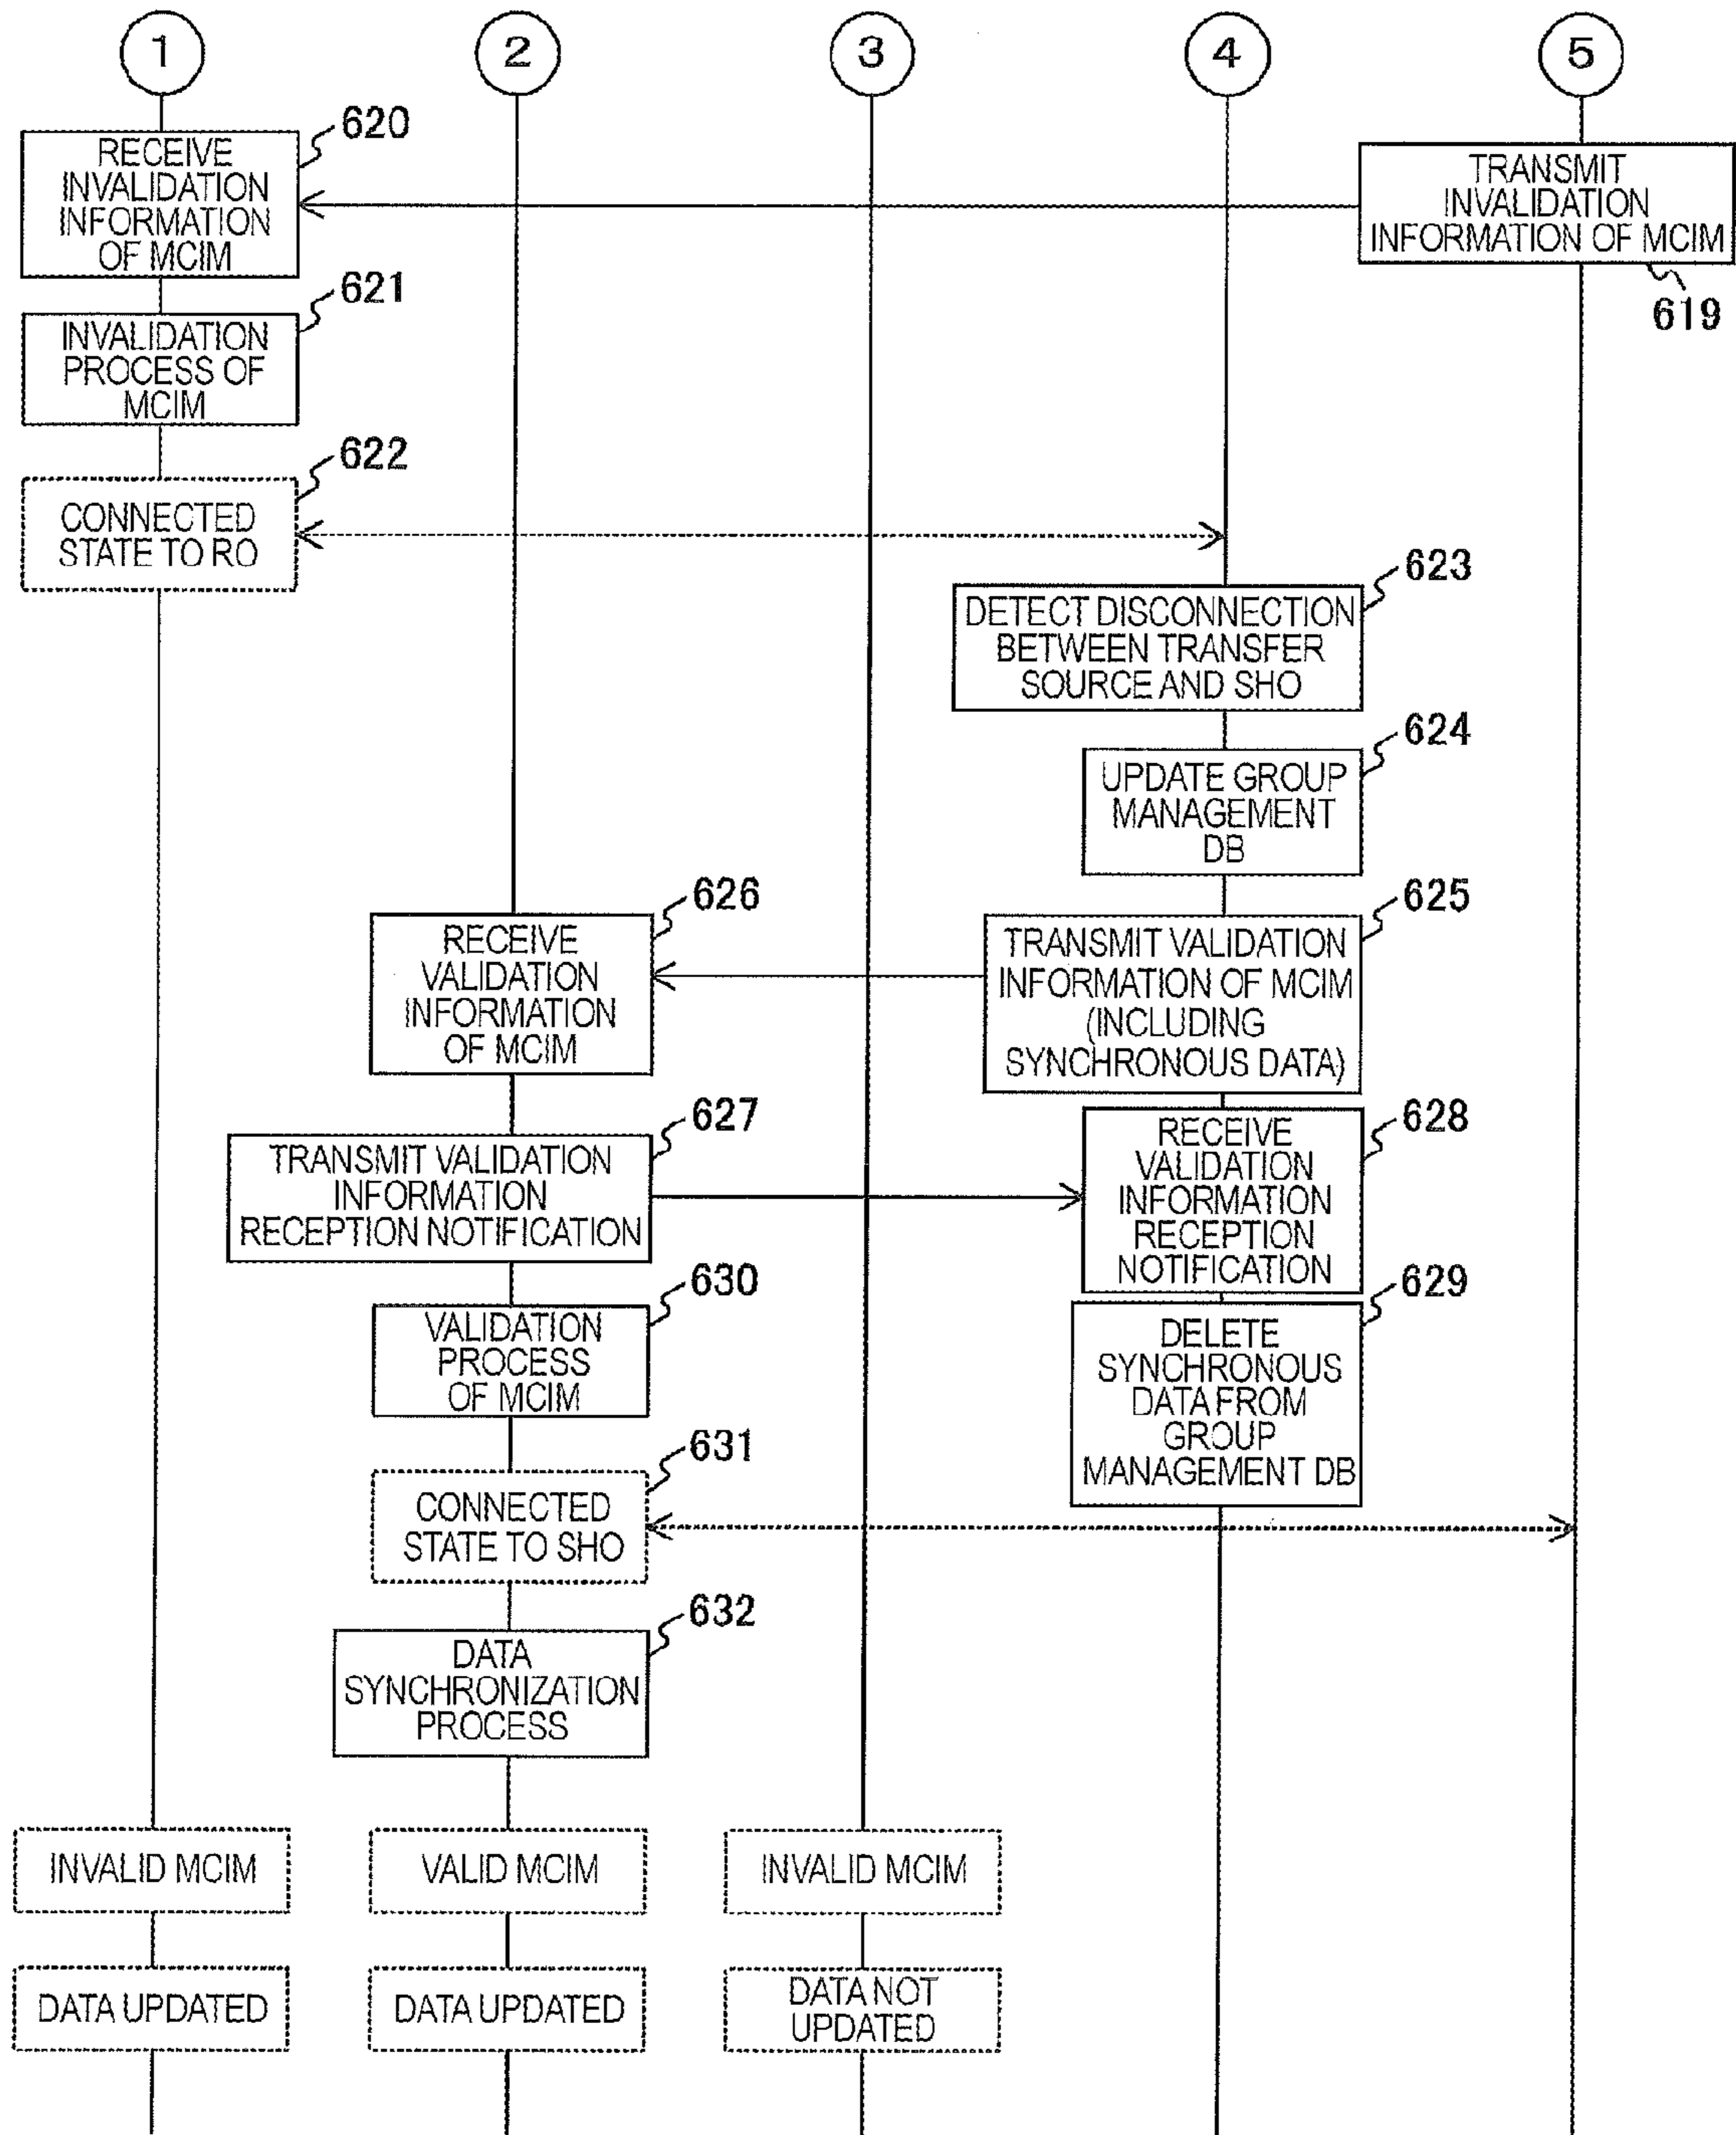 1
2
3
4
5
620
RECEIVE
INVALIDATION
INFORMATION
OF MCIM
TRANSMIT
INVALIDATION
INFORMATION OF MCIM
619
621
INVALIDATION
PROCESS OF
MCIM
622
CONNECTED
STATE TO RO
623
DETECT DISCONNECTION
BETWEEN TRANSFER
SOURCE AND SHO
624
UPDATE GROUP
MANAGEMENT
DB
626
RECEIVE
VALIDATION
INFORMATION
OF MCIM
625
TRANSMIT VALIDATION
INFORMATION OF MCIM
(INCLUDING
SYNCHRONOUS DATA)
627
TRANSMIT VALIDATION
INFORMATION
RECEPTION NOTIFICATION
628
RECEIVE
VALIDATION
INFORMATION
RECEPTION
NOTIFICATION
630
VALIDATION
PROCESS
OF MCIM
629
DELETE
SYNCHRONOUS
DATA FROM
GROUP
MANAGEMENT DB
631
CONNECTED
STATE TO SHO
632
DATA
SYNCHRONIZATION
PROCESS
INVALID MCIM
VALID MCIM
INVALID MCIM
DATA UPDATED
DATA UPDATED
DATA NOT
UPDATED